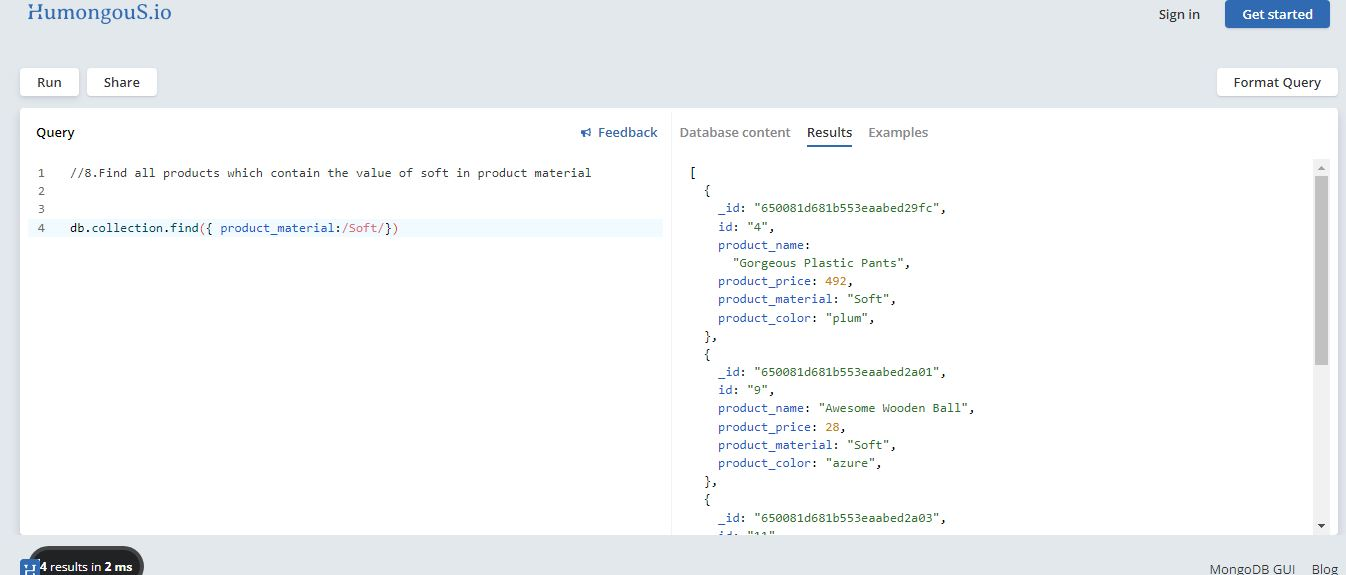 HumongouS.io
Sign in
Get started
Run
Share
Format Query
Query
Feedback
Database content
Results
Examples
1 //8.Find all products which contain the value of soft in product material
2
3
4 db.collection.find({ product_material:/Soft/})
[
{
_id: "650081d681b553eaabed29fc",
id: "4",
product_name:
"Gorgeous Plastic Pants",
product_price: 492,
product_material: "Soft",
product_color: "plum",
},
{
_id: "650081d681b553eaabed2a01",
id: "9",
product_name: "Awesome Wooden Ball",
product_price: 28,
product_material: "Soft",
product_color: "azure",
},
{
_id: "650081d681b553eaabed2a03",
id: "11"
4 results in 2 ms
MongoDB GUI
Blog